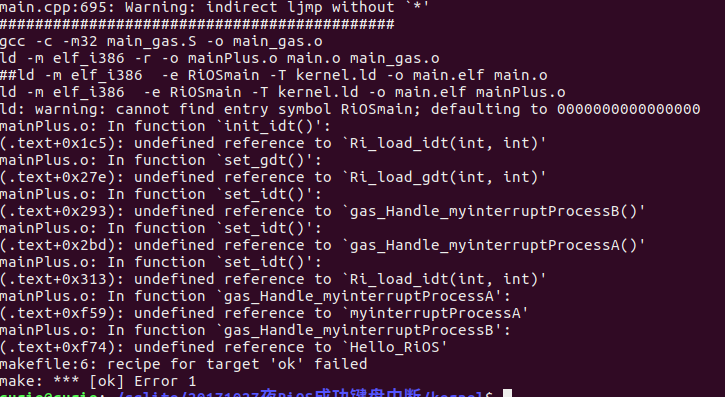 main.cpp:695: Warning: indirect ljmp without `*'
###########################################
gcc -c -m32 main_gas.S -o main_gas.o
ld -m elf_i386 -r -o mainPlus.o main.o main_gas.o
##ld -m elf_i386  -e RiOSmain -T kernel.ld -o main.elf main.o
ld -m elf_i386  -e RiOSmain -T kernel.ld -o main.elf mainPlus.o
ld: warning: cannot find entry symbol RiOSmain; defaulting to 0000000000000000
mainPlus.o: In function `init_idt()':
(.text+0x1c5): undefined reference to `Ri_load_idt(int, int)'
mainPlus.o: In function `set_gdt()':
(.text+0x27e): undefined reference to `Ri_load_gdt(int, int)'
mainPlus.o: In function `set_idt()':
(.text+0x293): undefined reference to `gas_Handle_myinterruptProcessB()'
mainPlus.o: In function `set_idt()':
(.text+0x2bd): undefined reference to `gas_Handle_myinterruptProcessA()'
mainPlus.o: In function `set_idt()':
(.text+0x313): undefined reference to `Ri_load_idt(int, int)'
mainPlus.o: In function `gas_Handle_myinterruptProcessA':
(.text+0xf59): undefined reference to `myinterruptProcessA'
mainPlus.o: In function `gas_Handle_myinterruptProcessB':
(.text+0xf74): undefined reference to `Hello_RiOS'
makefile:6: recipe for target 'ok' failed
make: *** [ok] Error 1